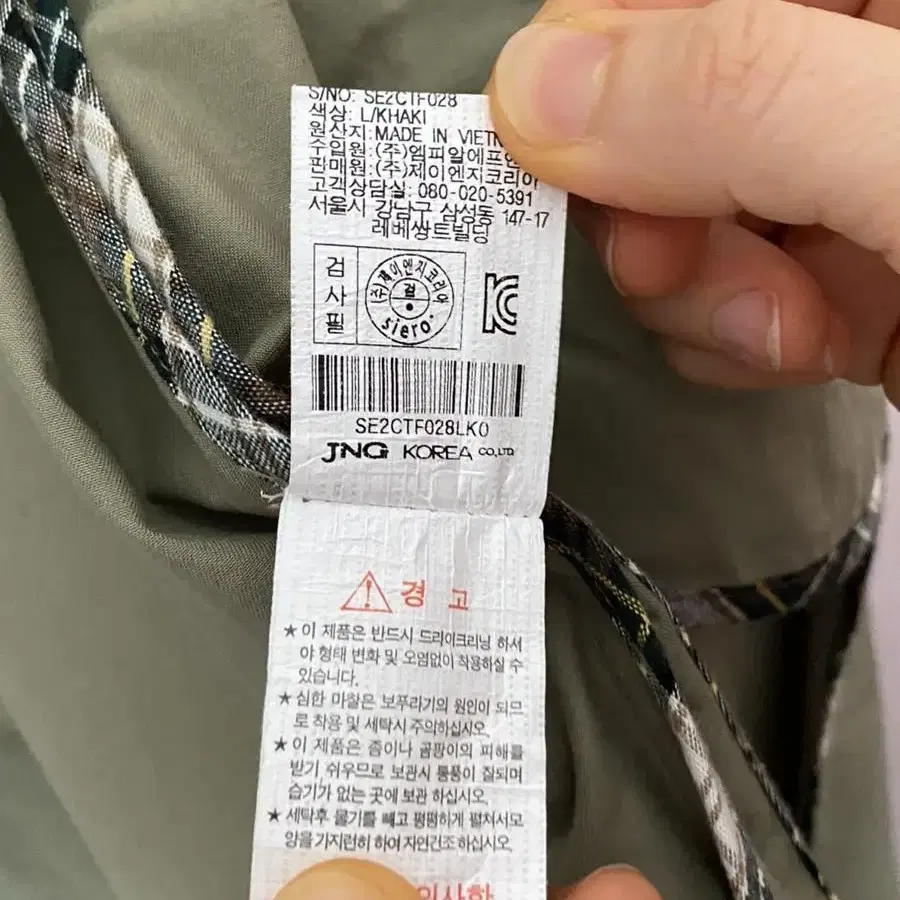 S/NO: SE2CTF028
색상: L/KHAKI
원산지:MADE IN VIETN
수입원:(주)엠피알에프엔
판매원:(주)제이엔지코리아
고객상담실: 080-020-5391
서울시 강남구 삼성동 147-17
레베쌍트빌딩
검사필
(주)제이엔지코리아
검
siero
KC
SE2CTF028LK0
JNG KOREA CO.,LTD
경 고
★이 제품은 반드시 드라이크리닝 하셔
야 형태 변화 및 오염없이 착용하실 수
있습니다.
★심한 마찰은 보푸라기의 원인이 되므
로 착용 및 세탁시 주의하십시오.
★이 제품은 좀이나 곰팡이의 피해를
받기 쉬우므로 보관시 통풍이 잘되며
습기가 없는 곳에 보관 하십시오.
★세탁후 물기를 빼고 평평하게 펼쳐서모
양을 가지런히 하여 자연건조 하십시오.
의사항